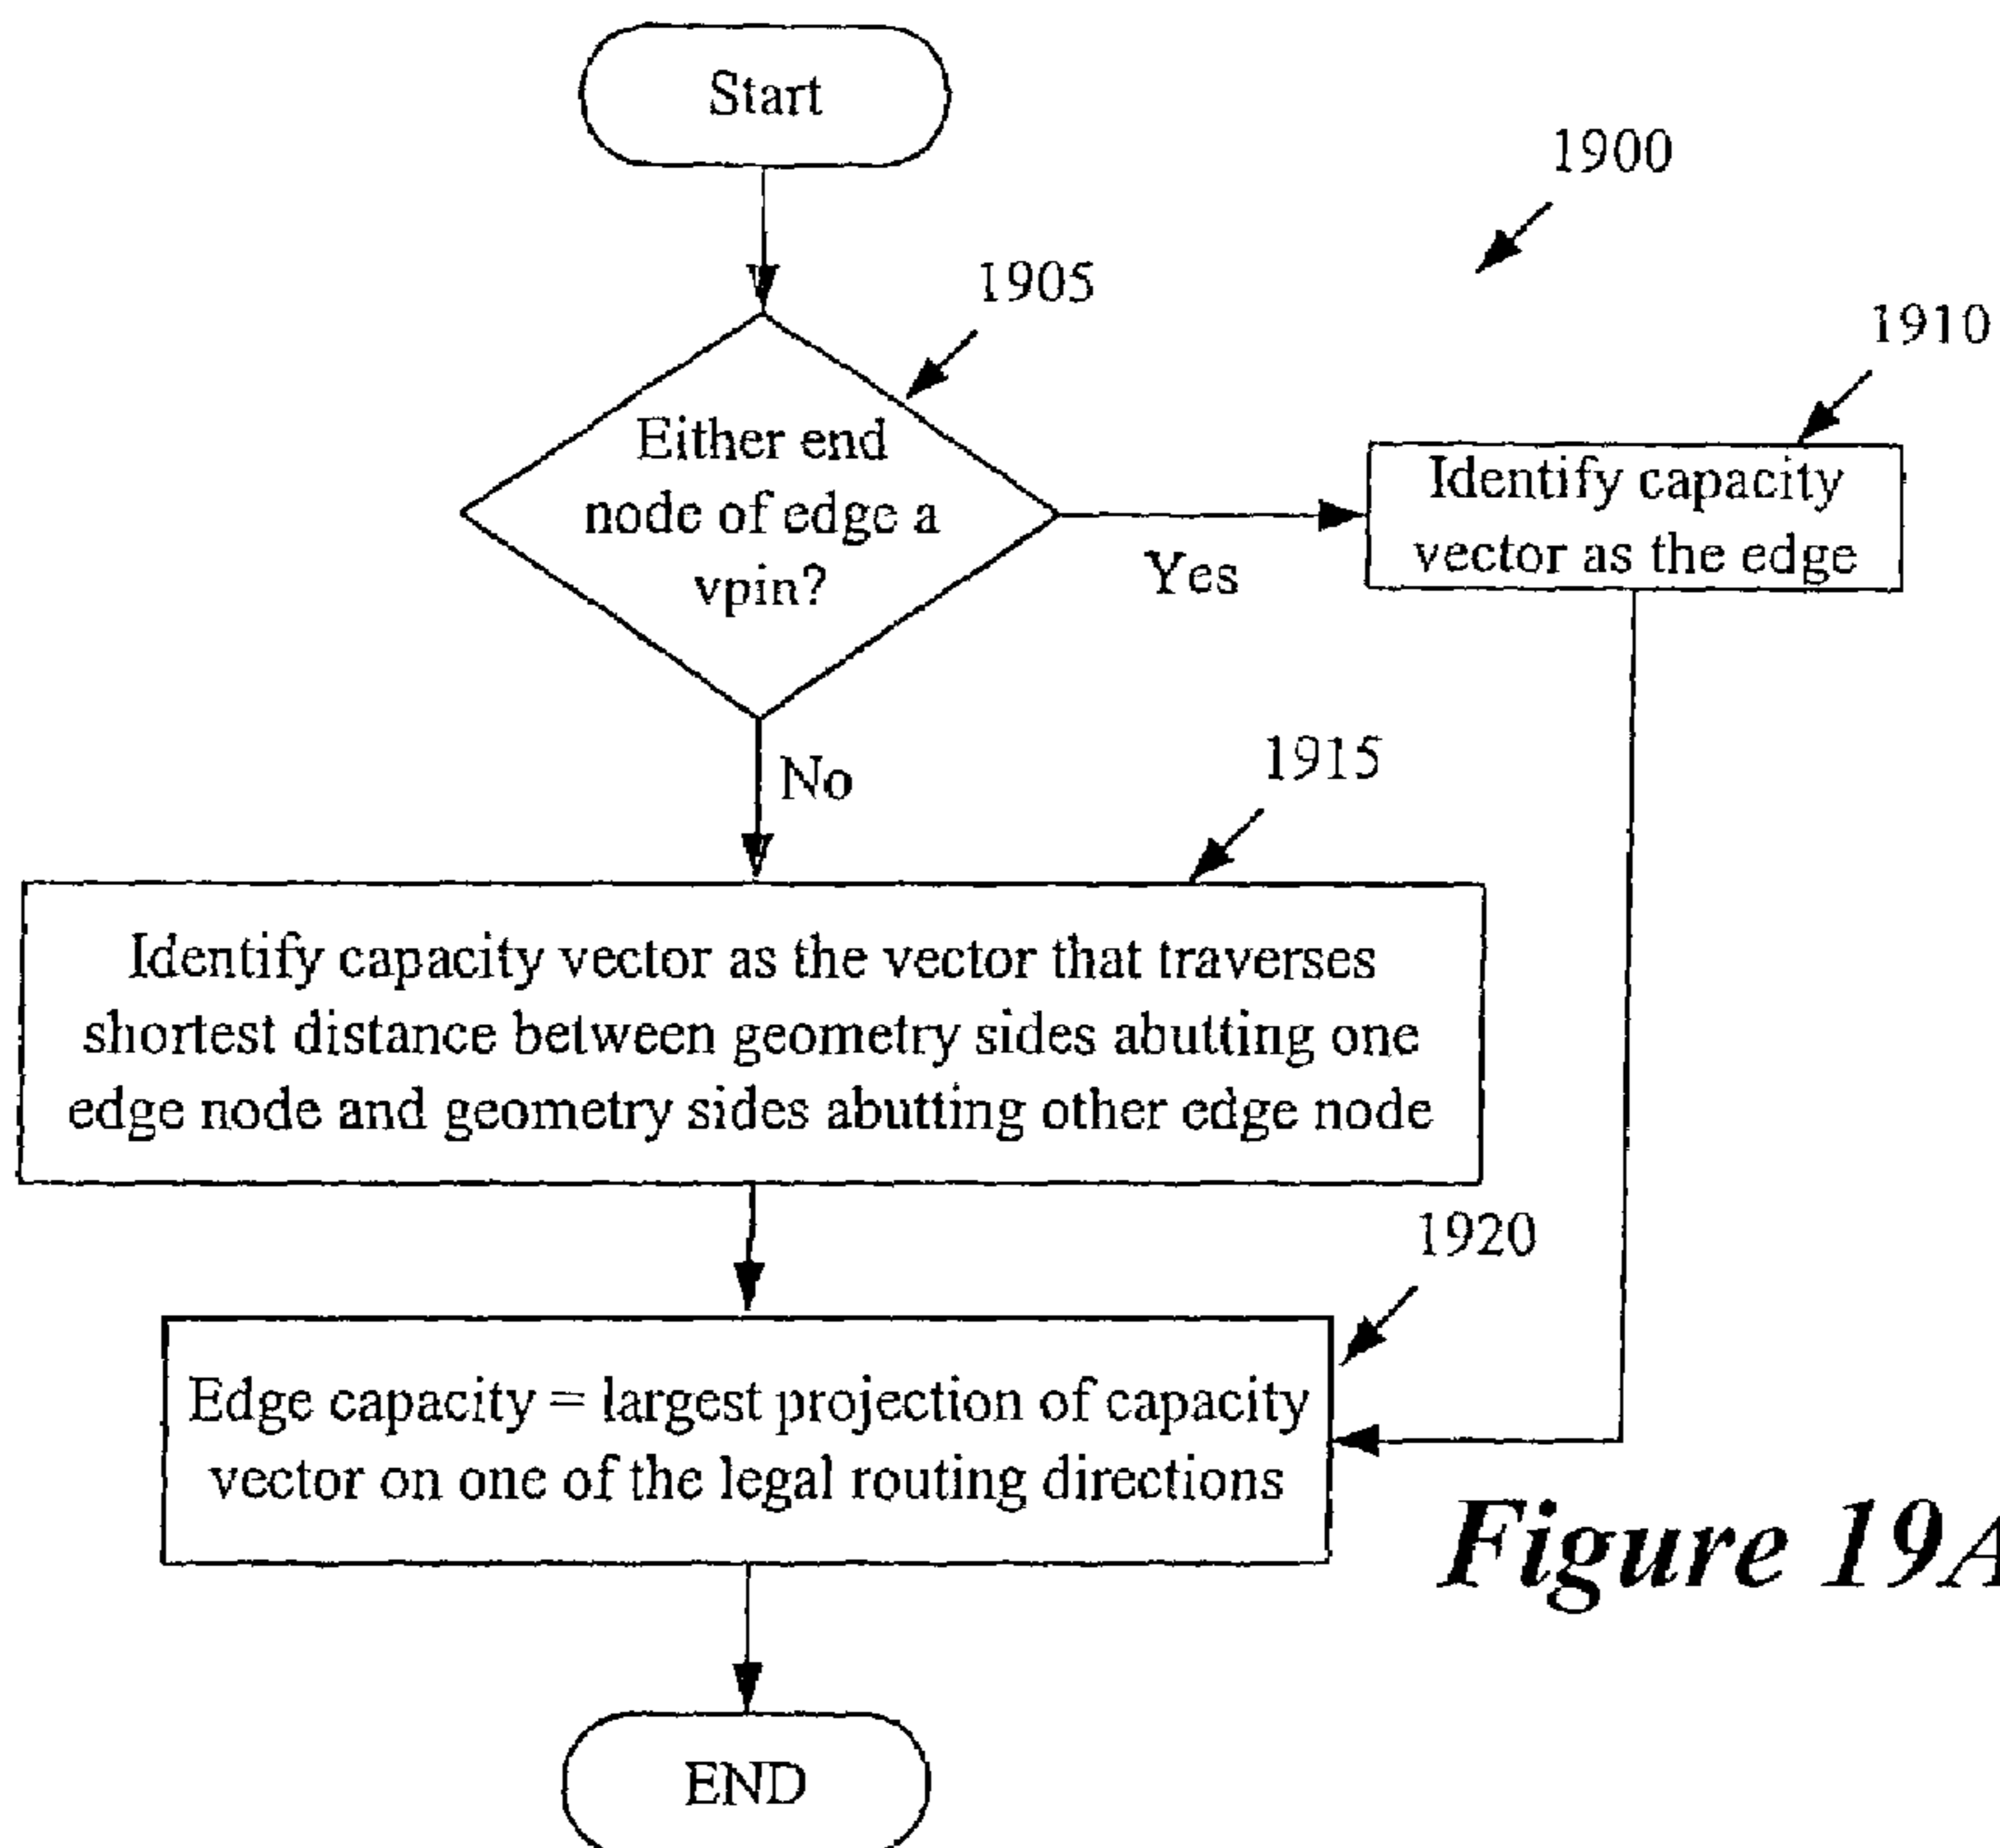 Start
1900
1905
1910
Either end
node of edge a
vpin?
Identify capacity
vector as the edge
Yes
No
1915
Identify capacity vector as the vector that traverses
shortest distance between geometry sides abutting one
edge node and geometry sides abutting other edge node
1920
Edge capacity = largest projection of capacity
vector on one of the legal routing directions
Figure 19A
END